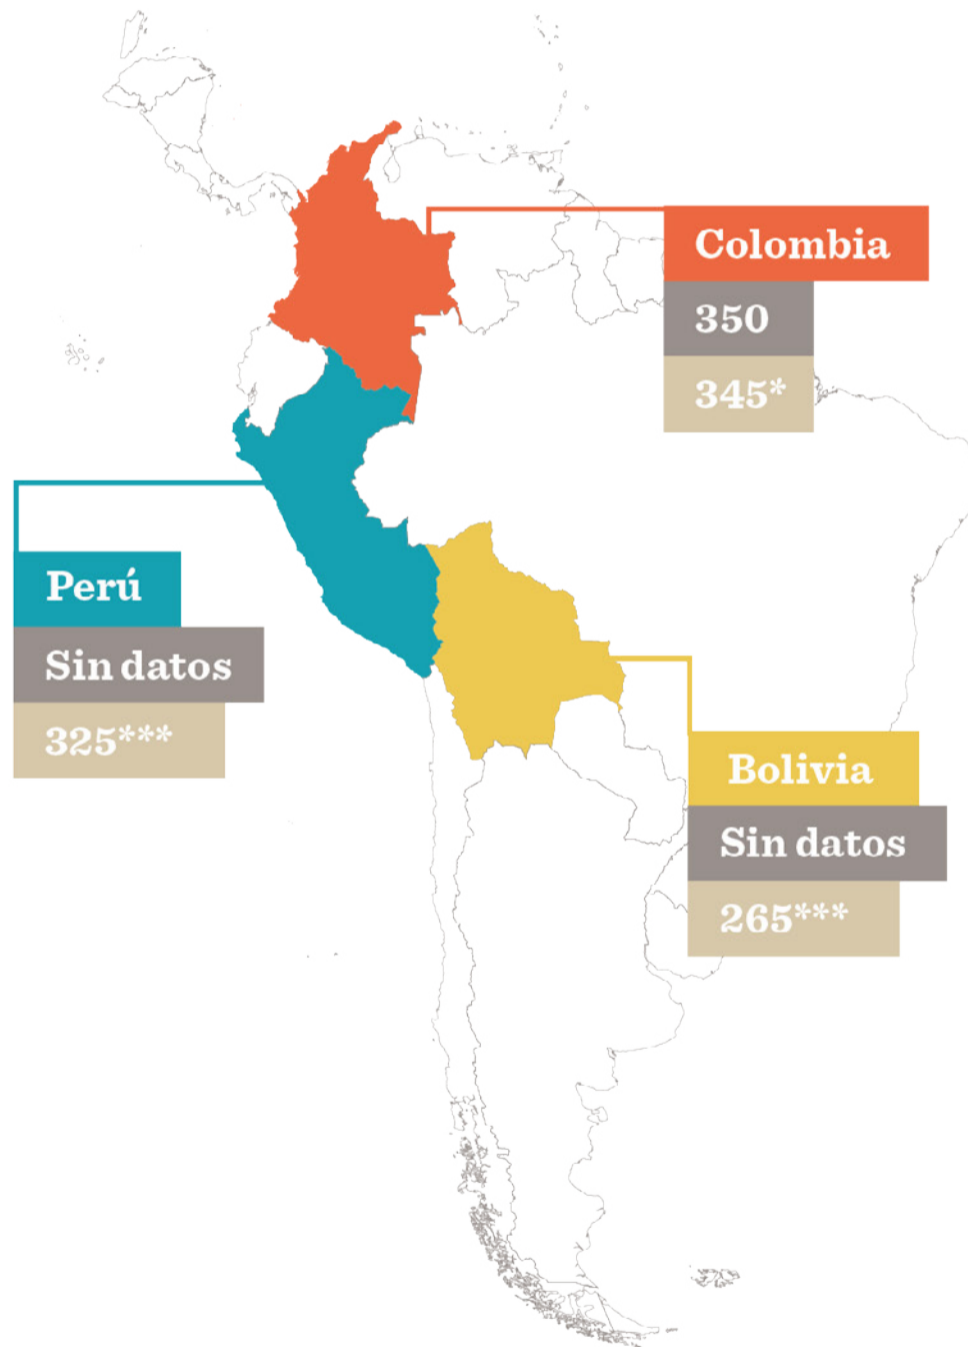 Colombia
350
345*
Perú
Sin datos
325***
Bolivia
Sin datos
265***